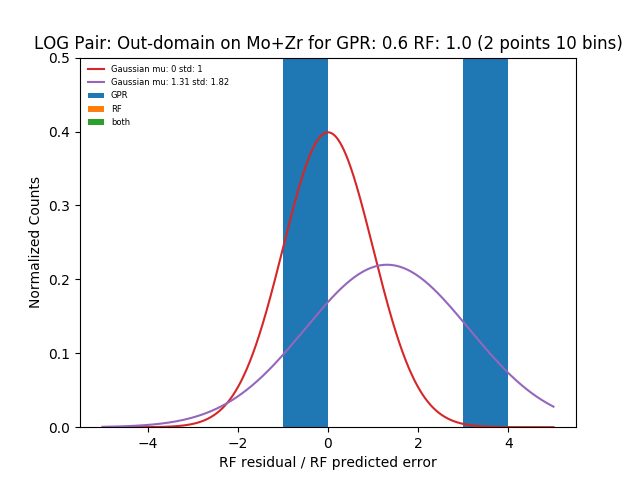 LOG Pair: Out-domain on Mo+Zr for GPR: 0.6 RF: 1.0 (2 points 10 bins)
Gaussian mu: 0 std: 1
Gaussian mu: 1.31 std: 1.82
GPR
RF
both
Normalized Counts
0.5
0.4
0.3
0.2
0.1
0.0
−4 −2 0 2 4
RF residual / RF predicted error